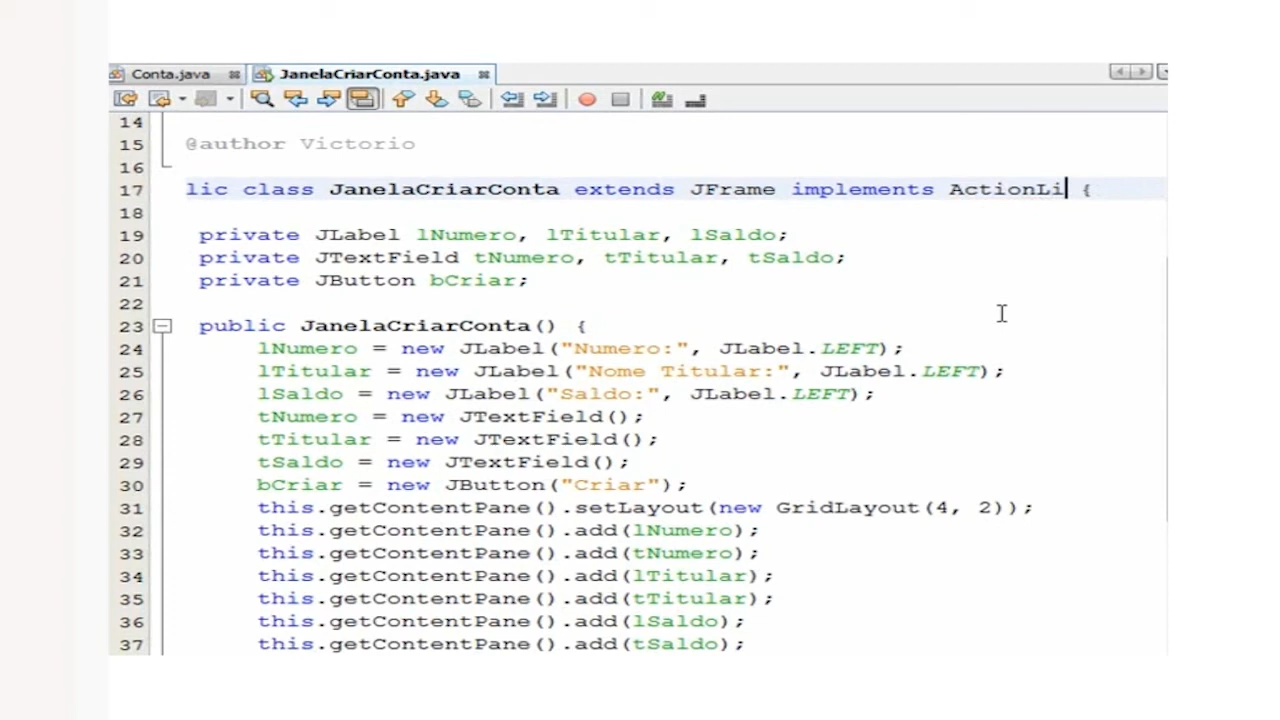 Conta.java JanelaCriarConta.java
14
15 @author Victorio
16
17 lic class JanelaCriarConta extends JFrame implements ActionLi {
18
19 private JLabel lNumero, lTitular, lSaldo;
20 private JTextField tNumero, tTitular, tSaldo;
21 private JButton bCriar;
22
23 public JanelaCriarConta() {
24 lNumero = new JLabel("Numero:", JLabel.LEFT);
25 lTitular = new JLabel("Nome Titular:", JLabel.LEFT);
26 lSaldo = new JLabel("Saldo:", JLabel.LEFT);
27 tNumero = new JTextField();
28 tTitular = new JTextField();
29 tSaldo = new JTextField();
30 bCriar = new JButton("Criar");
31 this.getContentPane().setLayout(new GridLayout(4, 2));
32 this.getContentPane().add(lNumero);
33 this.getContentPane().add(tNumero);
34 this.getContentPane().add(lTitular);
35 this.getContentPane().add(tTitular);
36 this.getContentPane().add(lSaldo);
37 this.getContentPane().add(tSaldo);